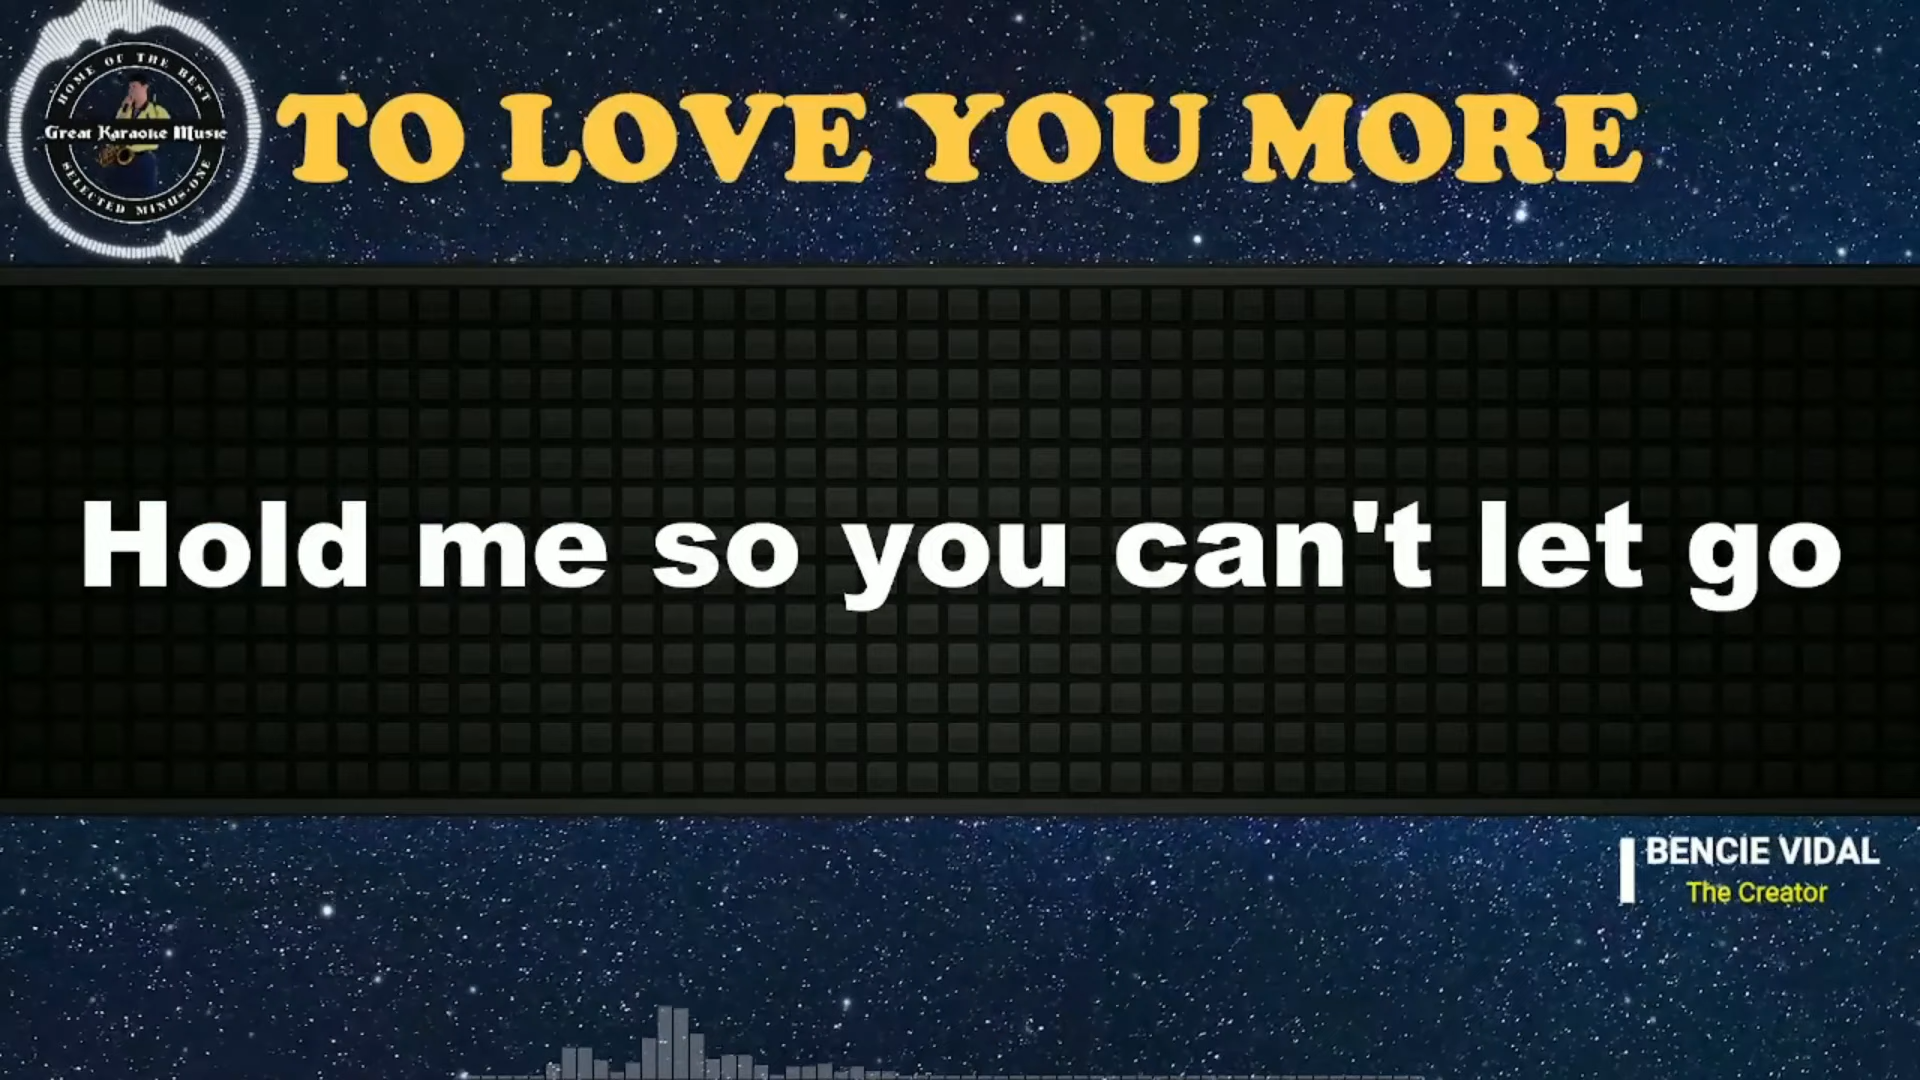 HOME OF THE BEST
Great Karaoke Music
SELECTED MINUS-ONE
TO LOVE YOU MORE
Hold me so you can't let go
BENCIE VIDAL
The Creator